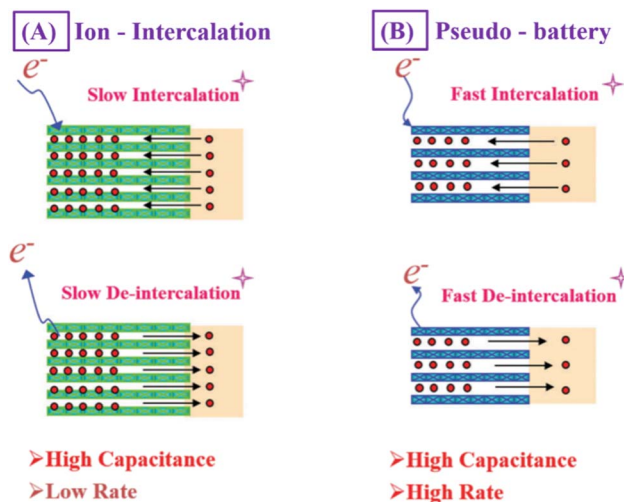 (A) Ion - Intercalation
e-
Slow Intercalation
e-
Slow De-intercalation
➢High Capacitance
➢Low Rate
(B) Pseudo - battery
e-
Fast Intercalation
e-
Fast De-intercalation
➢High Capacitance
➢High Rate